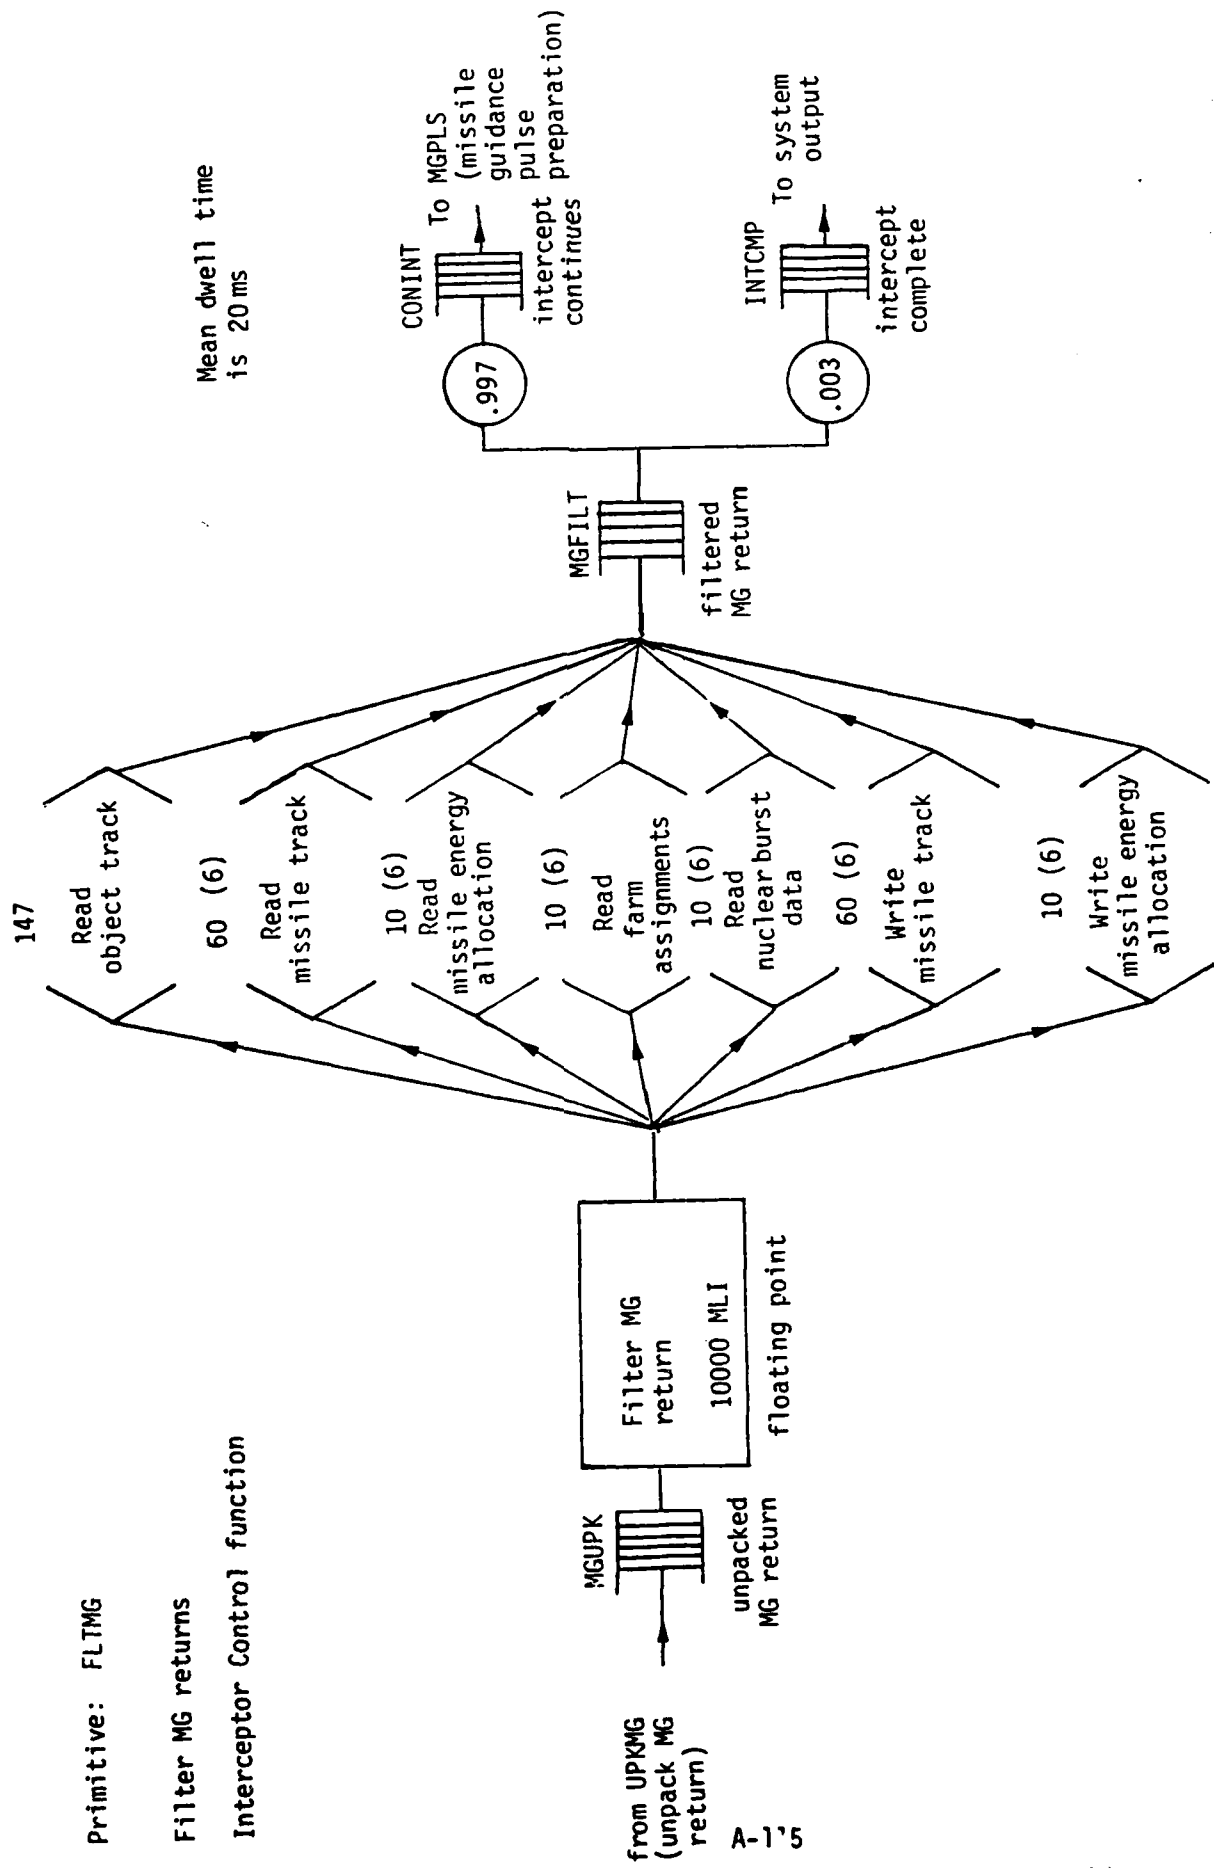 Primitive: FLTMG
Filter MG returns
Interceptor Control function
Mean dwell time
is 20 ms
from UPKMG
(unpack MG
return)
MGUPK
unpacked
MG return
Filter MG
return
10000 MLI
floating point
147
Read
object track
60 (6)
Read
missile track
10 (6)
Read
missile energy
allocation
10 (6)
Read
farm
assignments
10 (6)
Read
nuclear burst
data
60 (6)
Write
missile track
10 (6)
Write
missile energy
allocation
MGFILT
filtered
MG return
.997
CONINT
To MGPLS
(missile
guidance
pulse
preparation)
intercept
continues
.003
INTCMP
To system
output
intercept
complete
A-1'5